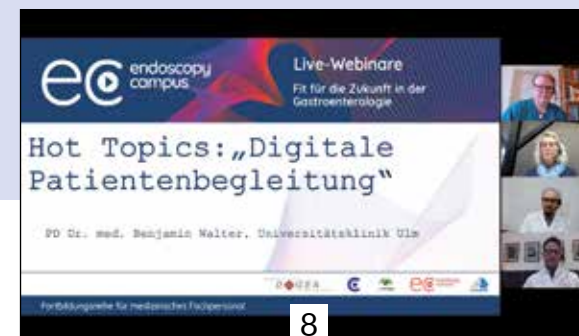 ec endoscopy
campus
Live-Webinare
Fit für die Zukunft in der
Gastroenterologie
Hot Topics:„Digitale
Patientenbegleitung“
PD Dr. med. Benjamin Walter, Universitätsklinik Ulm
Fortbildungsreihe für medizinisches Fachpersonal
8